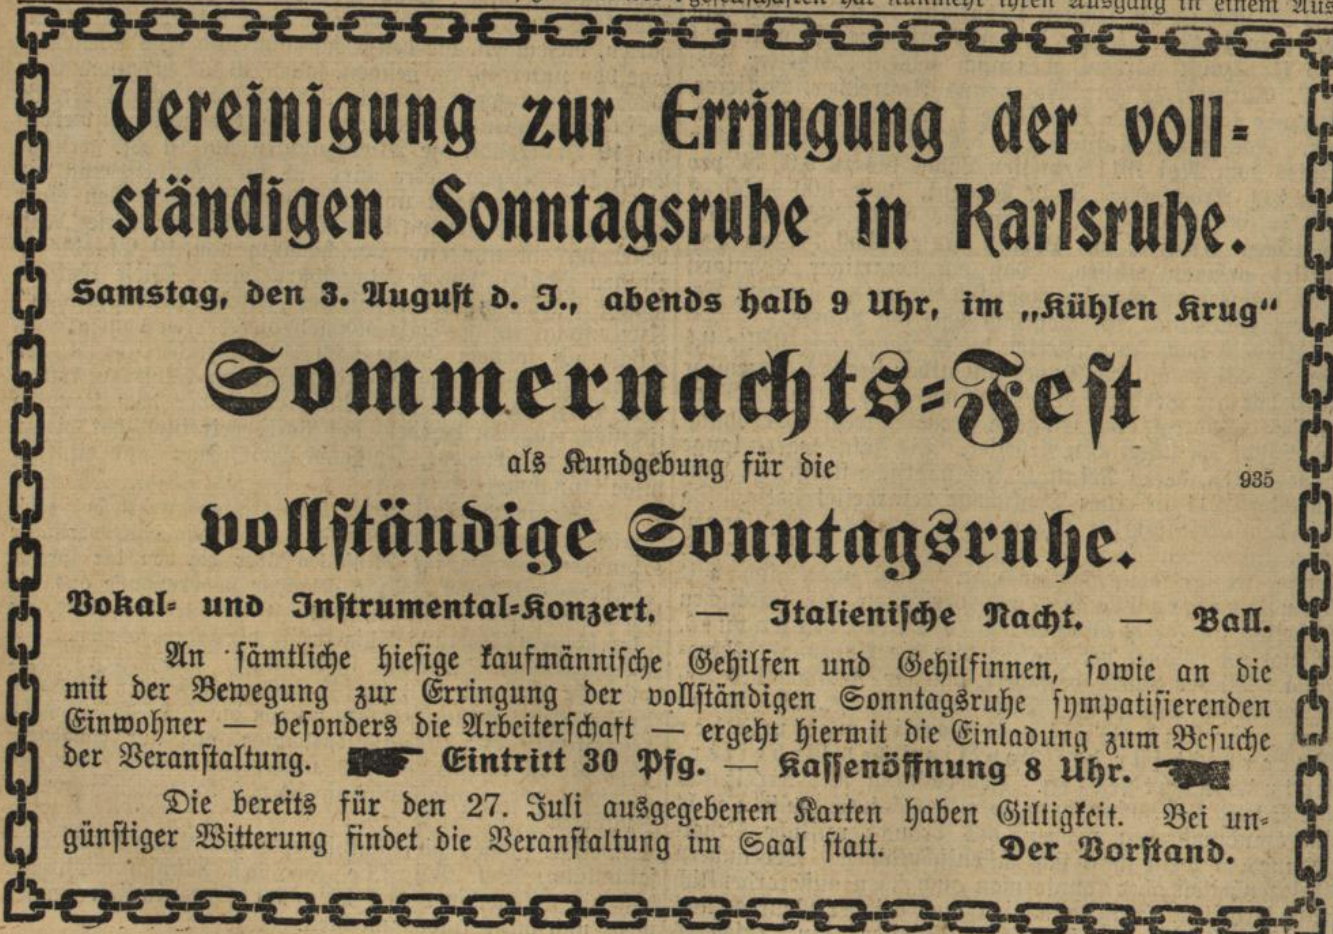 Vereinigung zur Erringung der voll-
ständigen Sonntagsruhe in Karlsruhe.
Samstag, den 3. August d. J., abends halb 9 Uhr, im „Kühlen Krug“
Sommernachts-Fest
als Kundgebung für die
935
vollständige Sonntagsruhe.
Vokal- und Instrumental-Konzert. — Italienische Nacht. — Ball.
An sämtliche hiesige kaufmännische Gehilfen und Gehilfinnen, sowie an die
mit der Bewegung zur Erringung der vollständigen Sonntagsruhe sympatisierenden
Einwohner — besonders die Arbeiterschaft — ergeht hiermit die Einladung zum Besuche
der Veranstaltung. Eintritt 30 Pfg. — Kassenöffnung 8 Uhr.
Die bereits für den 27. Juli ausgegebenen Karten haben Giltigkeit. Bei un-
günstiger Witterung findet die Veranstaltung im Saal statt. Der Vorstand.